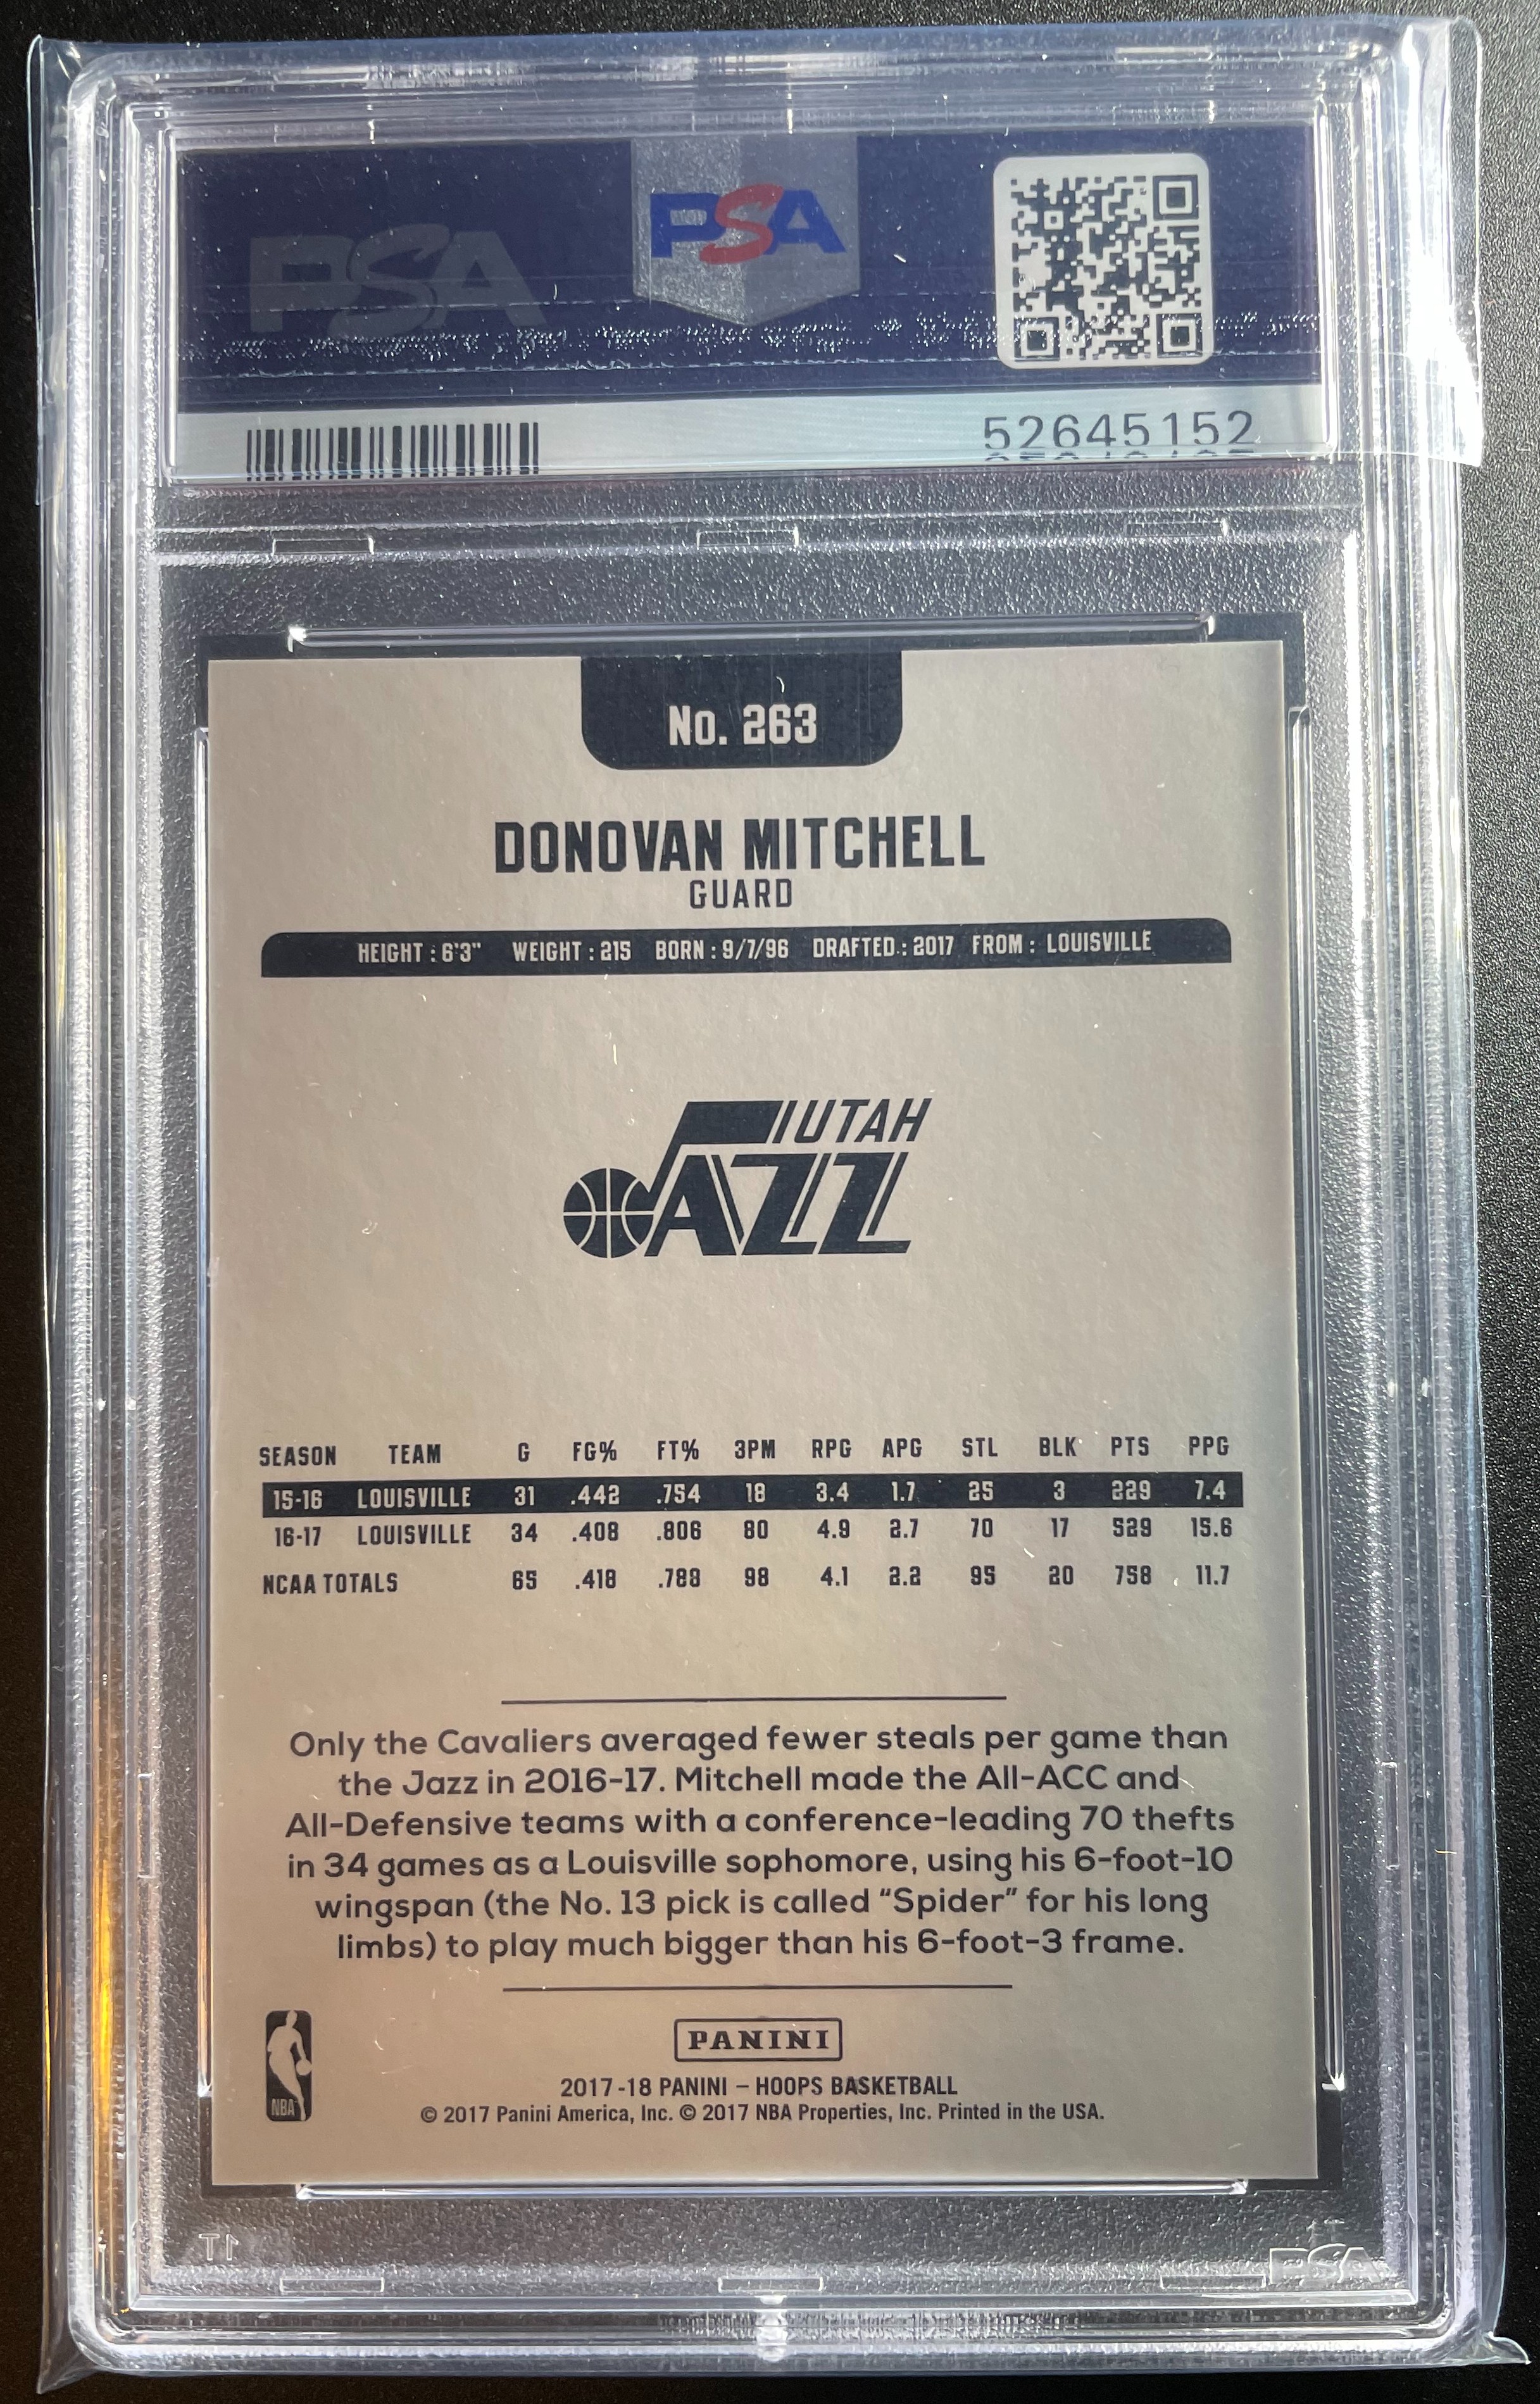 PSA
PSA
52645152
No. 263
DONOVAN MITCHELL
GUARD
HEIGHT : 6'3" WEIGHT : 215 BORN : 9/7/96 DRAFTED : 2017 FROM : LOUISVILLE
UTAH
JAZZ
SEASON TEAM G FG% FT% 3PM RPG APG STL BLK PTS PPG
15-16 LOUISVILLE 31 .442 .754 18 3.4 1.7 25 3 229 7.4
16-17 LOUISVILLE 34 .408 .806 80 4.9 2.7 70 17 529 15.6
NCAA TOTALS 65 .418 .789 98 4.1 2.2 95 20 758 11.7
Only the Cavaliers averaged fewer steals per game than
the Jazz in 2016-17. Mitchell made the All-ACC and
All-Defensive teams with a conference-leading 70 thefts
in 34 games as a Louisville sophomore, using his 6-foot-10
wingspan (the No. 13 pick is called “Spider” for his long
limbs) to play much bigger than his 6-foot-3 frame.
NBA
PANINI
2017-18 PANINI – HOOPS BASKETBALL
© 2017 Panini America, Inc. © 2017 NBA Properties, Inc. Printed in the USA.
PSA